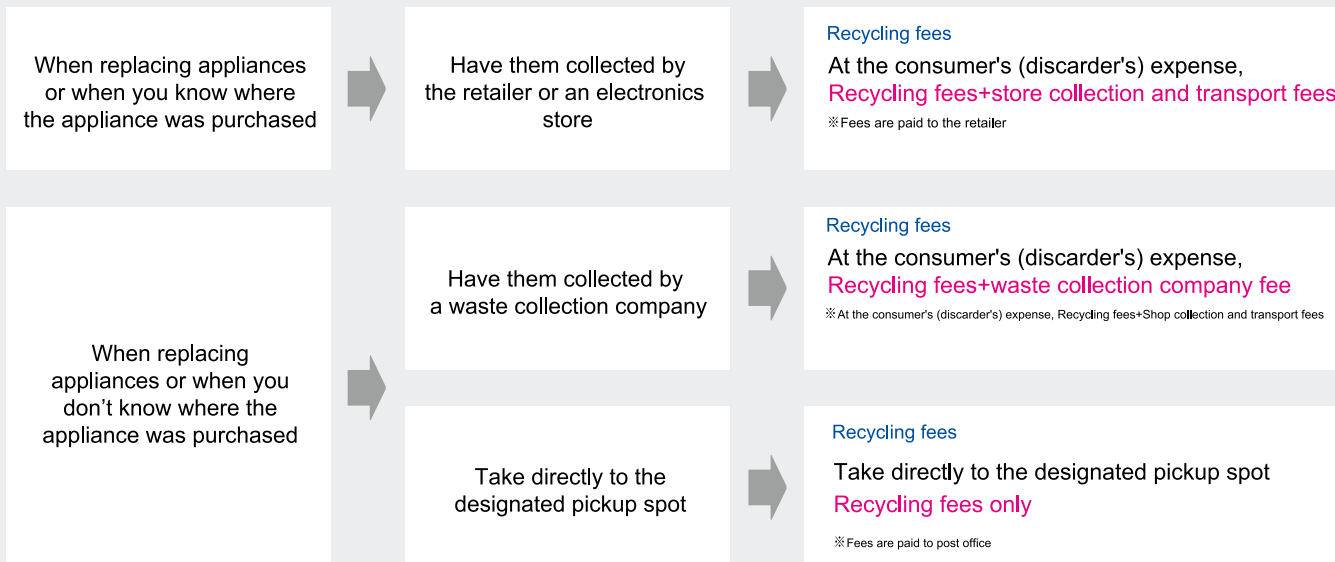 When replacing appliances
or when you know where
the appliance was purchased
Have them collected by
the retailer or an electronics
store
Recycling fees
At the consumer's (discarder's) expense,
Recycling fees+store collection and transport fees
※Fees are paid to the retailer
When replacing
appliances or when you
don’t know where the
appliance was purchased
Have them collected by
a waste collection company
Recycling fees
At the consumer's (discarder's) expense,
Recycling fees+waste collection company fee
※At the consumer's (discarder's) expense, Recycling fees+Shop collection and transport fees
Take directly to the
designated pickup spot
Recycling fees
Take directly to the designated pickup spot
Recycling fees only
※Fees are paid to post office